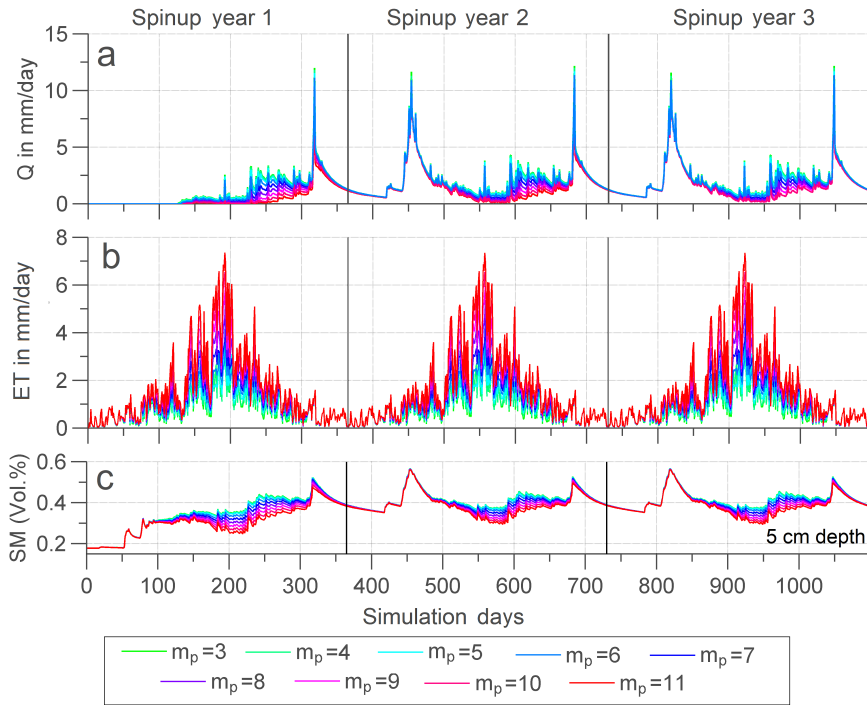 Spinup year 1 Spinup year 2 Spinup year 3
a
Q in mm/day
15
10
5
0
b
ET in mm/day
8
6
4
2
0
c
SM (Vol.%)
0.6
0.4
0.2
5 cm depth
0 100 200 300 400 500 600 700 800 900 1000
Simulation days
mp=3 mp=4 mp=5 mp=6 mp=7
mp=8 mp=9 mp=10 mp=11